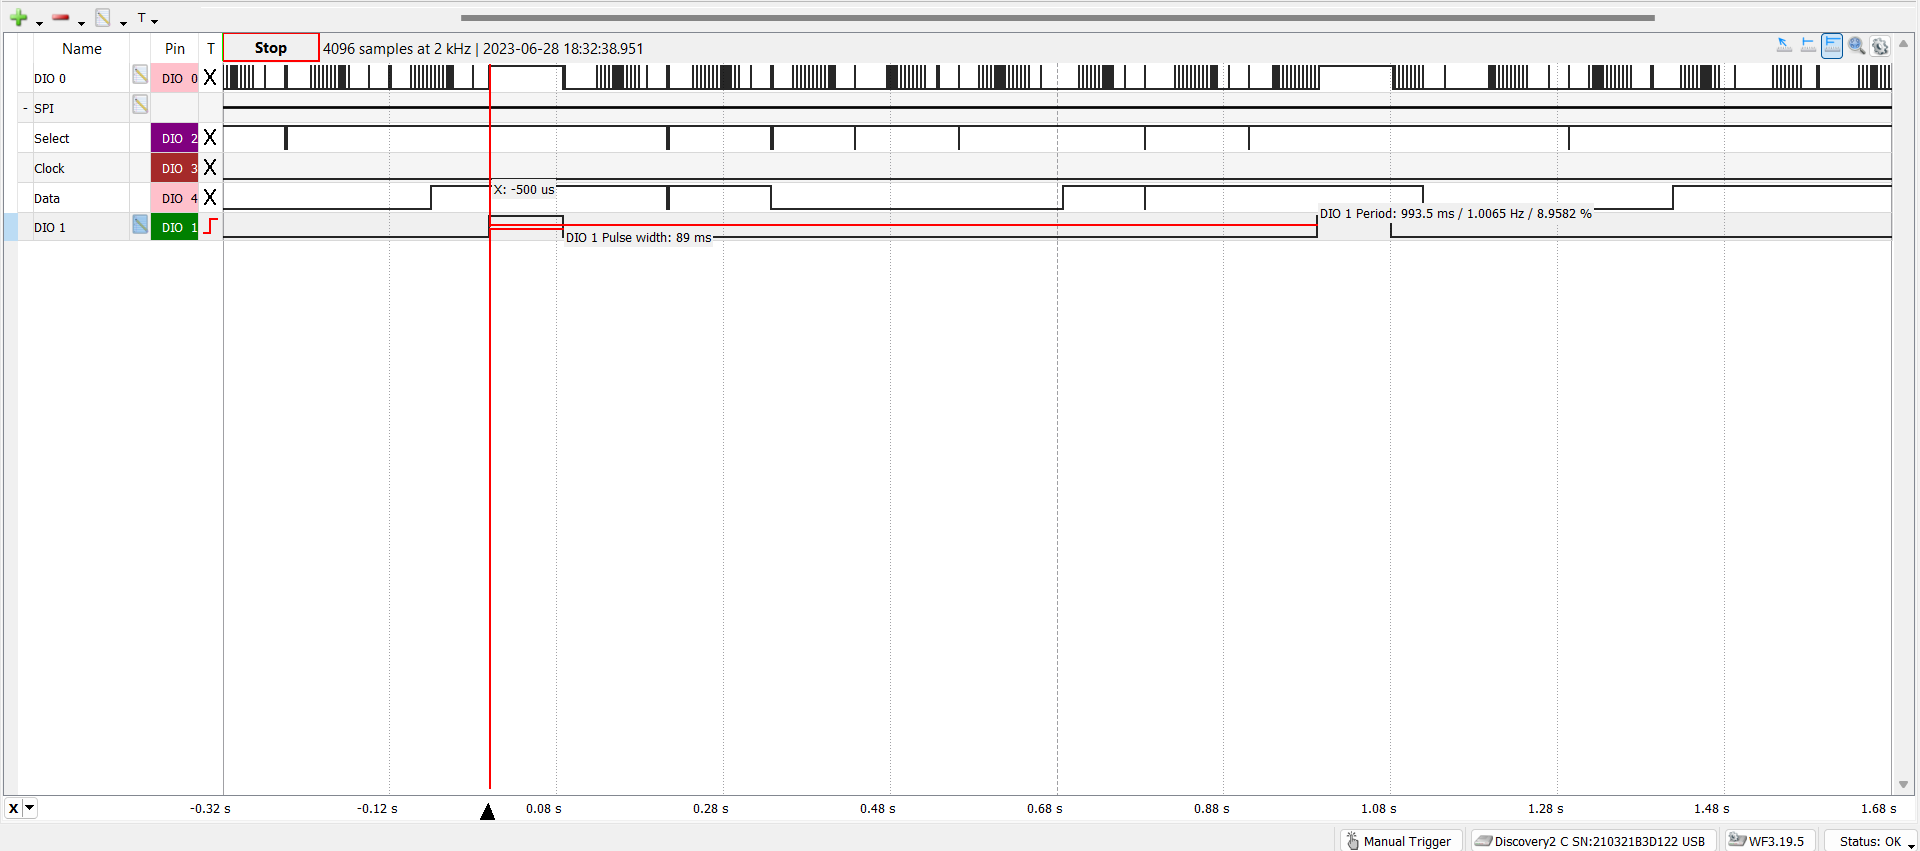 T
Name Pin T Stop 4096 samples at 2 kHz | 2023-06-28 18:32:38.951
DIO 0 DIO 0 X
- SPI
Select DIO 2 X
Clock DIO 3 X
Data DIO 4 X X: -500 us
DIO 1 DIO 1 DIO 1 Period: 993.5 ms / 1.0065 Hz / 8.9582 %
DIO 1 Pulse width: 89 ms
X -0.32 s -0.12 s 0.08 s 0.28 s 0.48 s 0.68 s 0.88 s 1.08 s 1.28 s 1.48 s 1.68 s
Manual Trigger Discovery2 C SN:210321B3D122 USB WF3.19.5 Status: OK